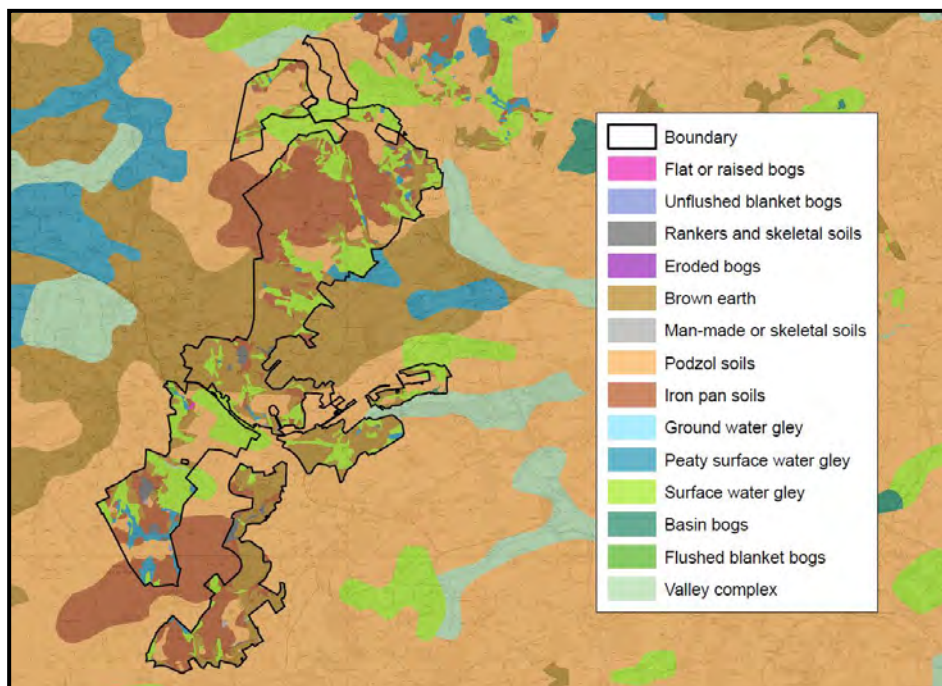 Boundary
Flat or raised bogs
Unflushed blanket bogs
Rankers and skeletal soils
Eroded bogs
Brown earth
Man-made or skeletal soils
Podzol soils
Iron pan soils
Ground water gley
Peaty surface water gley
Surface water gley
Basin bogs
Flushed blanket bogs
Valley complex